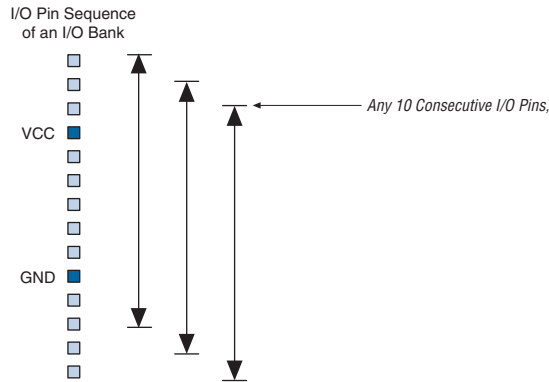 I/O Pin Sequence
of an I/O Bank
Any 10 Consecutive I/O Pins,
VCC
GND